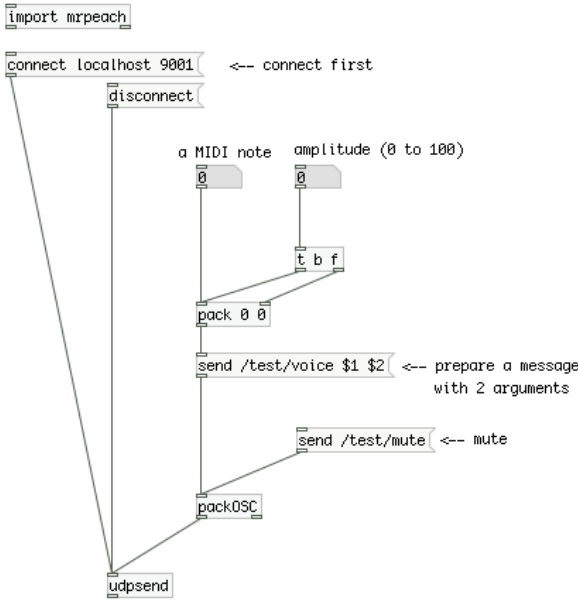 import mrpeach
connect localhost 9001
<-- connect first
disconnect
a MIDI note
amplitude (0 to 100)
0
0
t b f
pack 0 0
send /test/voice $1 $2
<-- prepare a message
with 2 arguments
send /test/mute
<-- mute
packOSC
udpsend